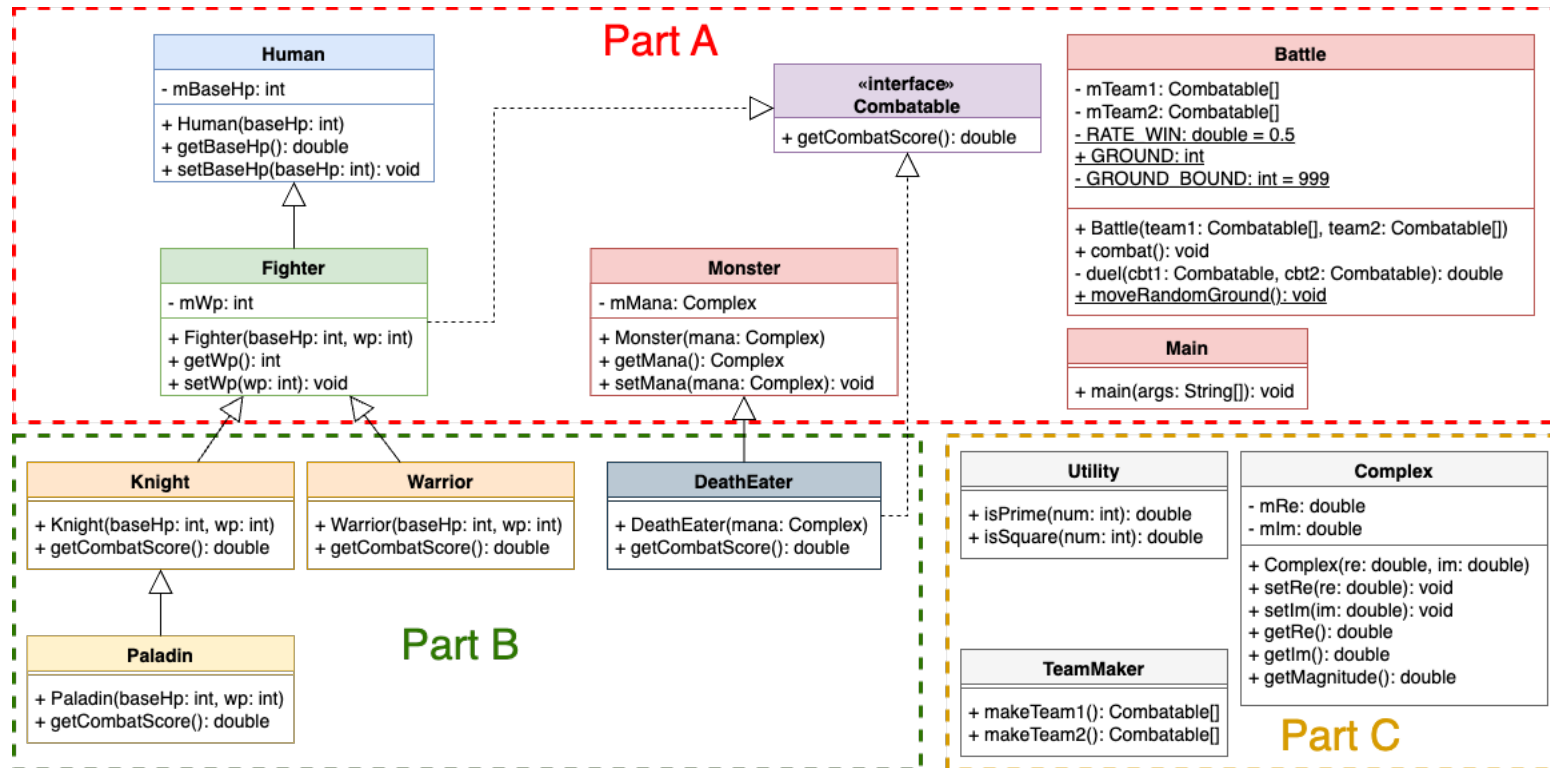 Part A
Human
- mBaseHp: int
+ Human(baseHp: int)
+ getBaseHp(): double
+ setBaseHp(baseHp: int): void
«interface»
Combatable
+ getCombatScore(): double
Battle
- mTeam1: Combatable[]
- mTeam2: Combatable[]
- RATE_WIN: double = 0.5
+ GROUND: int
- GROUND_BOUND: int = 999
+ Battle(team1: Combatable[], team2: Combatable[])
+ combat(): void
- duel(cbt1: Combatable, cbt2: Combatable): double
+ moveRandomGround(): void
Fighter
- mWp: int
+ Fighter(baseHp: int, wp: int)
+ getWp(): int
+ setWp(wp: int): void
Monster
- mMana: Complex
+ Monster(mana: Complex)
+ getMana(): Complex
+ setMana(mana: Complex): void
Main
+ main(args: String[]): void
Knight
+ Knight(baseHp: int, wp: int)
+ getCombatScore(): double
Warrior
+ Warrior(baseHp: int, wp: int)
+ getCombatScore(): double
DeathEater
+ DeathEater(mana: Complex)
+ getCombatScore(): double
Paladin
+ Paladin(baseHp: int, wp: int)
+ getCombatScore(): double
Part B
Utility
+ isPrime(num: int): double
+ isSquare(num: int): double
Complex
- mRe: double
- mIm: double
+ Complex(re: double, im: double)
+ setRe(re: double): void
+ setIm(im: double): void
+ getRe(): double
+ getIm(): double
+ getMagnitude(): double
TeamMaker
+ makeTeam1(): Combatable[]
+ makeTeam2(): Combatable[]
Part C